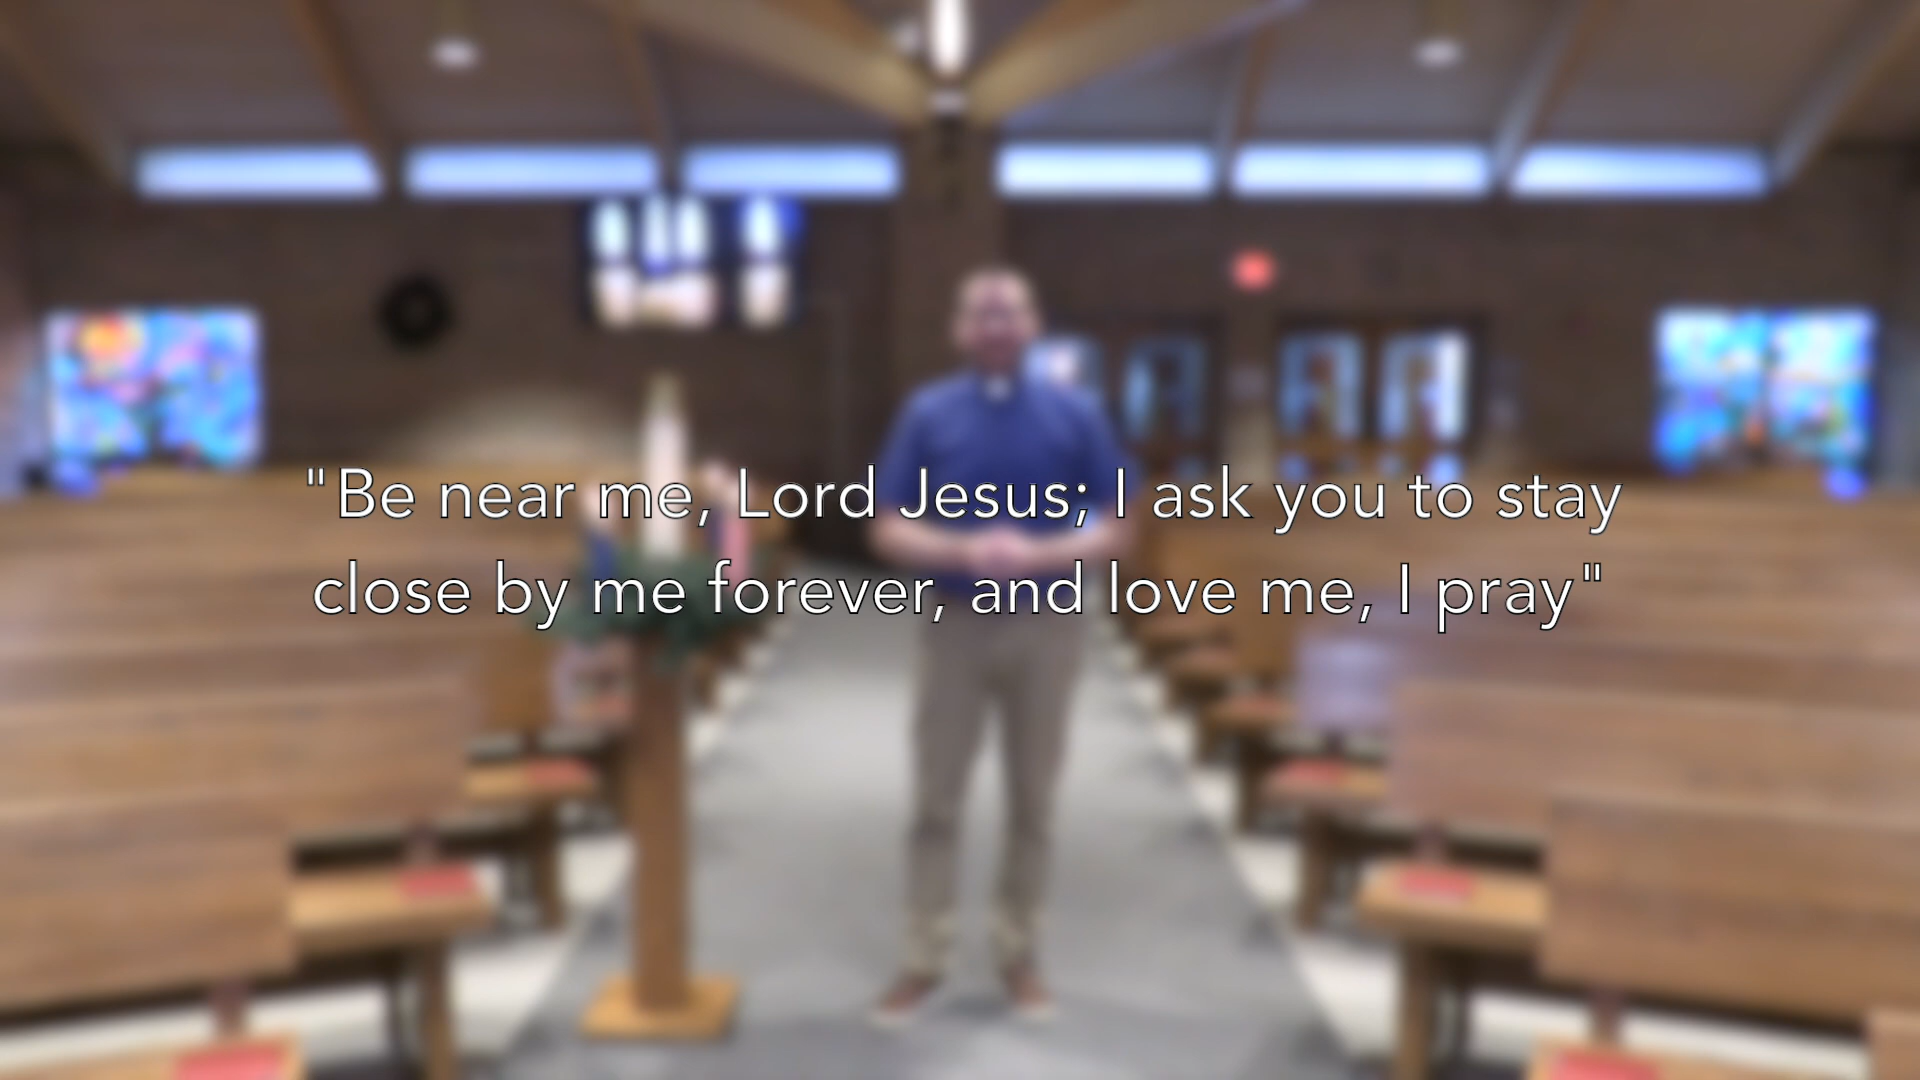 "Be near me, Lord Jesus; I ask you to stay
close by me forever, and love me, I pray"